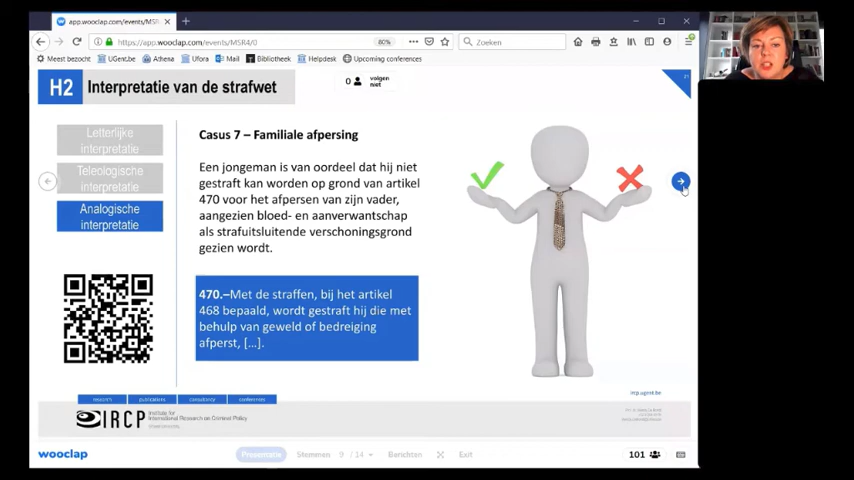 app.wooclap.com/events/MSR
https://app.wooclap.com/events/MSR4/0
80%
Zoeken
Meest bezocht
UGent.be
Athena
Ufora
Mail
Bibliotheek
Helpdesk
Upcoming conferences
H2
Interpretatie van de strafwet
0
volgen
niet
Letterlijke
interpretatie
Teleologische
interpretatie
Analogische
interpretatie
Casus 7 – Familiale afpersing
Een jongeman is van oordeel dat hij niet
gestraft kan worden op grond van artikel
470 voor het afpersen van zijn vader,
aangezien bloed- en aanverwantschap
als strafuitsluitende verschoningsgrond
gezien wordt.
470.–Met de straffen, bij het artikel
468 bepaald, wordt gestraft hij die met
behulp van geweld of bedreiging
afperst, […].
research
publications
consultancy
conferences
ircp.ugent.be
IRCP
Institute for
International Research on Criminal Policy
wooclap
Presentatie
Stemmen
9 / 14
Berichten
Exit
101